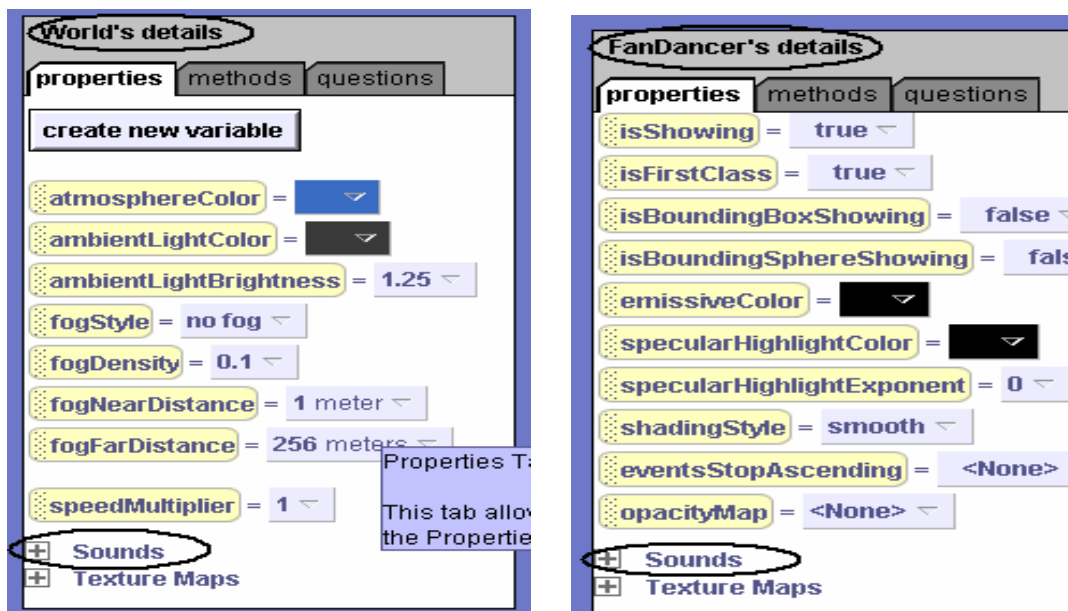 World's details
properties methods questions
create new variable
atmosphereColor =
ambientLightColor =
ambientLightBrightness = 1.25
fogStyle = no fog
fogDensity = 0.1
fogNearDistance = 1 meter
fogFarDistance = 256 meters
Properties T
speedMultiplier = 1
This tab allo
the Propertie
+ Sounds
+ Texture Maps
FanDancer's details
properties methods questions
isShowing = true
isFirstClass = true
isBoundingBoxShowing = false
isBoundingSphereShowing = fals
emissiveColor =
specularHighlightColor =
specularHighlightExponent = 0
shadingStyle = smooth
eventsStopAscending = <None>
opacityMap = <None>
+ Sounds
+ Texture Maps